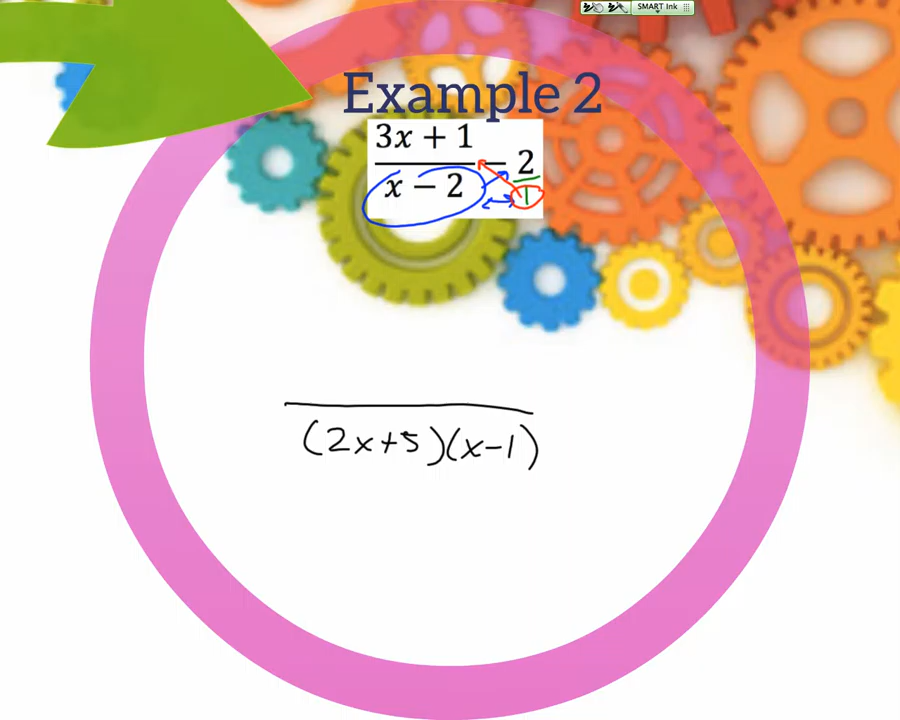 SMART Ink
Example 2
3x + 1
— 2
x − 2
1
(2x+5)(x-1)